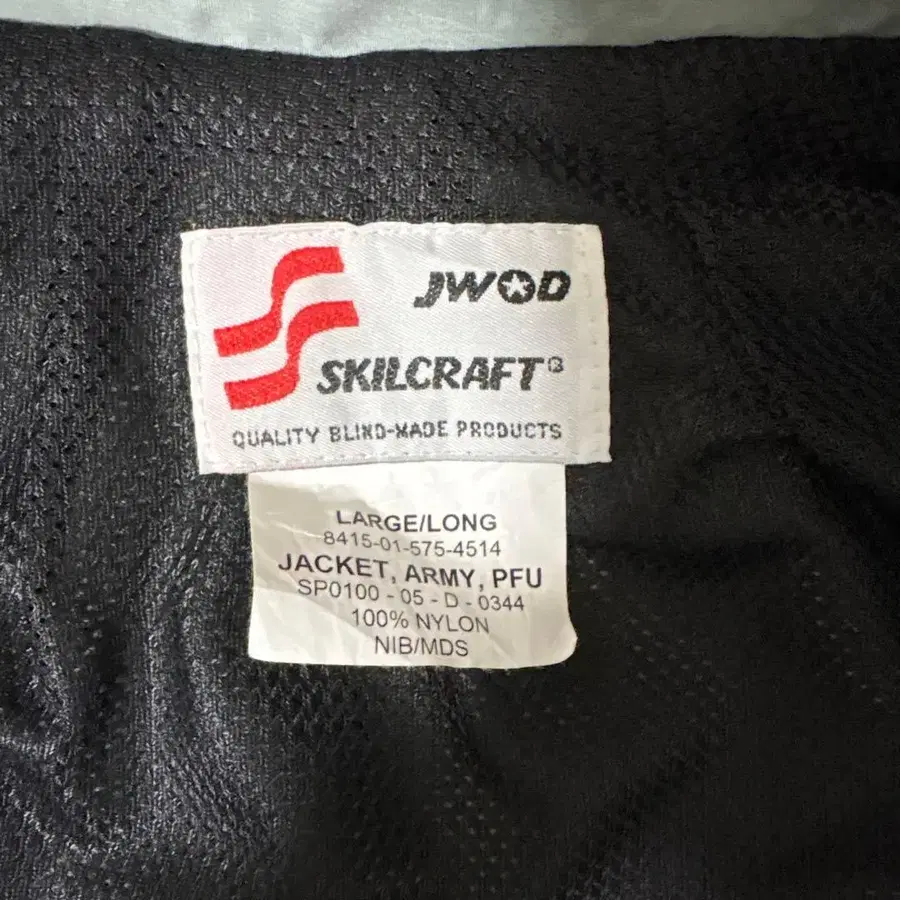 JWOD
SKILCRAFT®
QUALITY BLIND-MADE PRODUCTS
LARGE/LONG
8415-01-575-4514
JACKET, ARMY, PFU
SP0100 - 05 - D - 0344
100% NYLON
NIB/MDS